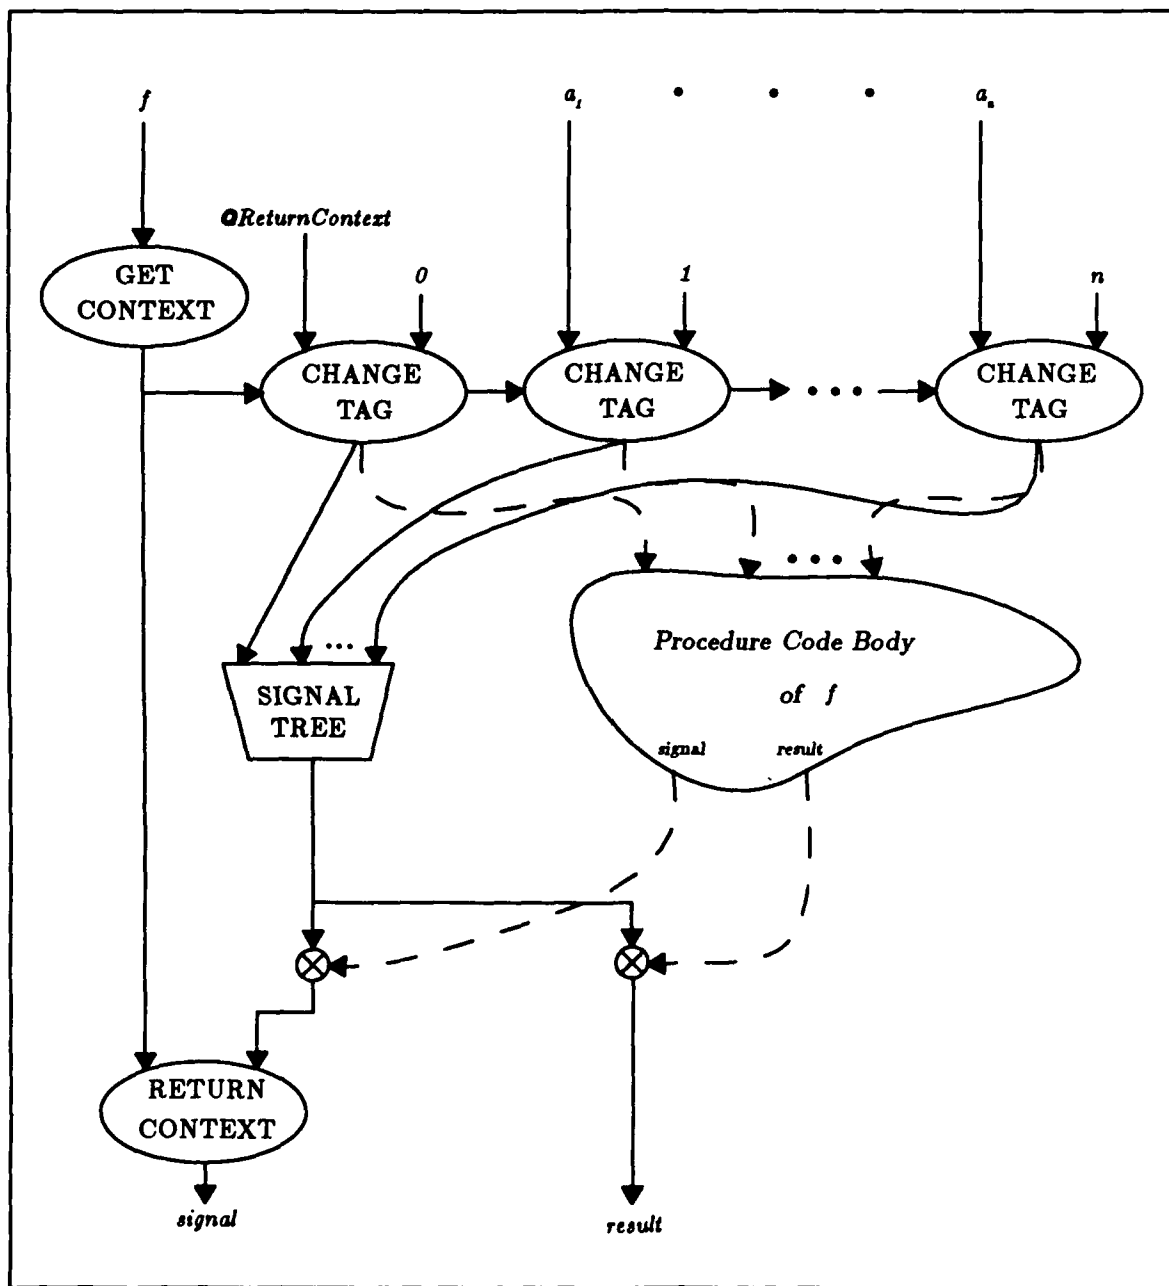 f
a₁ • • • aₙ
@ReturnContext
GET
CONTEXT
0
1
n
CHANGE
TAG
CHANGE
TAG
• • • •
CHANGE
TAG
• • •
...
Procedure Code Body
of f
SIGNAL
TREE
signal
result
RETURN
CONTEXT
signal
result